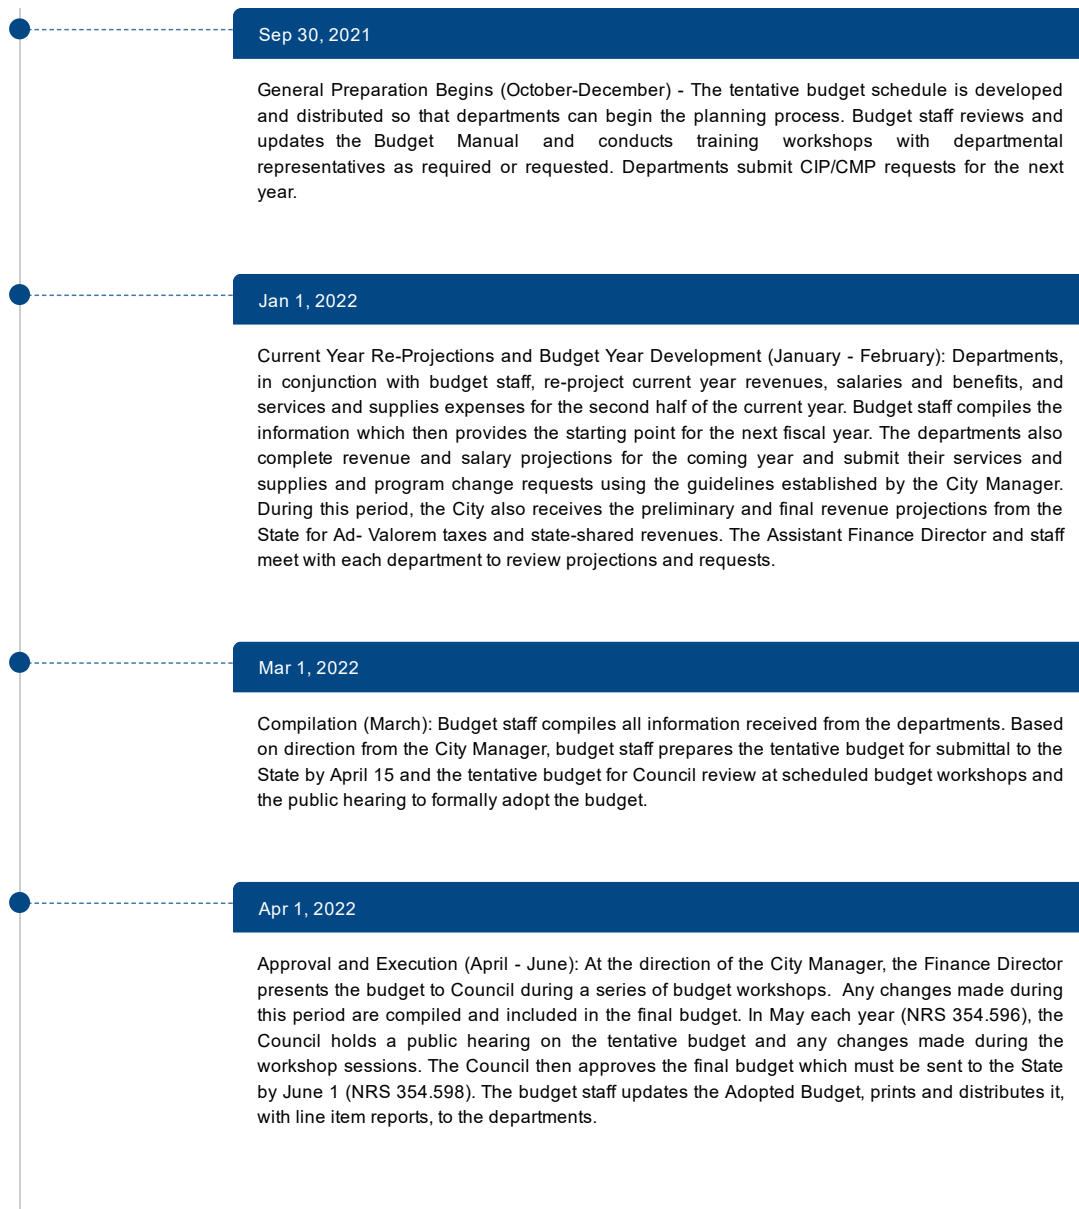 Sep 30, 2021
General Preparation Begins (October-December) - The tentative budget schedule is developed
and distributed so that departments can begin the planning process. Budget staff reviews and
updates the Budget Manual and conducts training workshops with departmental
representatives as required or requested. Departments submit CIP/CMP requests for the next
year.
Jan 1, 2022
Current Year Re-Projections and Budget Year Development (January - February): Departments,
in conjunction with budget staff, re-project current year revenues, salaries and benefits, and
services and supplies expenses for the second half of the current year. Budget staff compiles the
information which then provides the starting point for the next fiscal year. The departments also
complete revenue and salary projections for the coming year and submit their services and
supplies and program change requests using the guidelines established by the City Manager.
During this period, the City also receives the preliminary and final revenue projections from the
State for Ad- Valorem taxes and state-shared revenues. The Assistant Finance Director and staff
meet with each department to review projections and requests.
Mar 1, 2022
Compilation (March): Budget staff compiles all information received from the departments. Based
on direction from the City Manager, budget staff prepares the tentative budget for submittal to the
State by April 15 and the tentative budget for Council review at scheduled budget workshops and
the public hearing to formally adopt the budget.
Apr 1, 2022
Approval and Execution (April - June): At the direction of the City Manager, the Finance Director
presents the budget to Council during a series of budget workshops.  Any changes made during
this period are compiled and included in the final budget. In May each year (NRS 354.596), the
Council holds a public hearing on the tentative budget and any changes made during the
workshop sessions. The Council then approves the final budget which must be sent to the State
by June 1 (NRS 354.598). The budget staff updates the Adopted Budget, prints and distributes it,
with line item reports, to the departments.